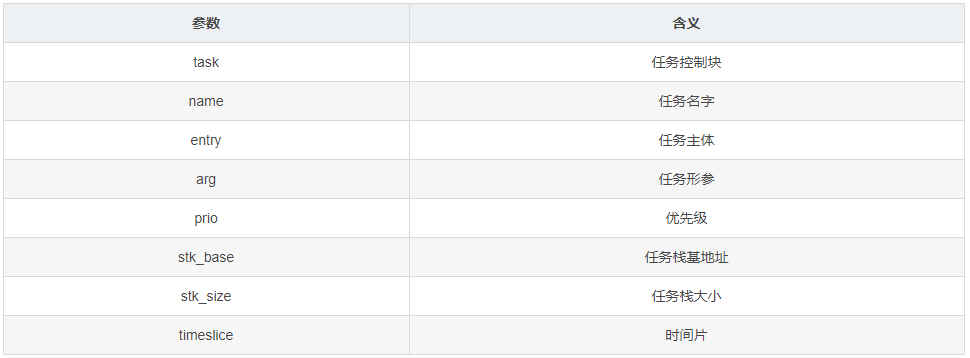 参数 含义
task 任务控制块
name 任务名字
entry 任务主体
arg 任务形参
prio 优先级
stk_base 任务栈基地址
stk_size 任务栈大小
timeslice 时间片